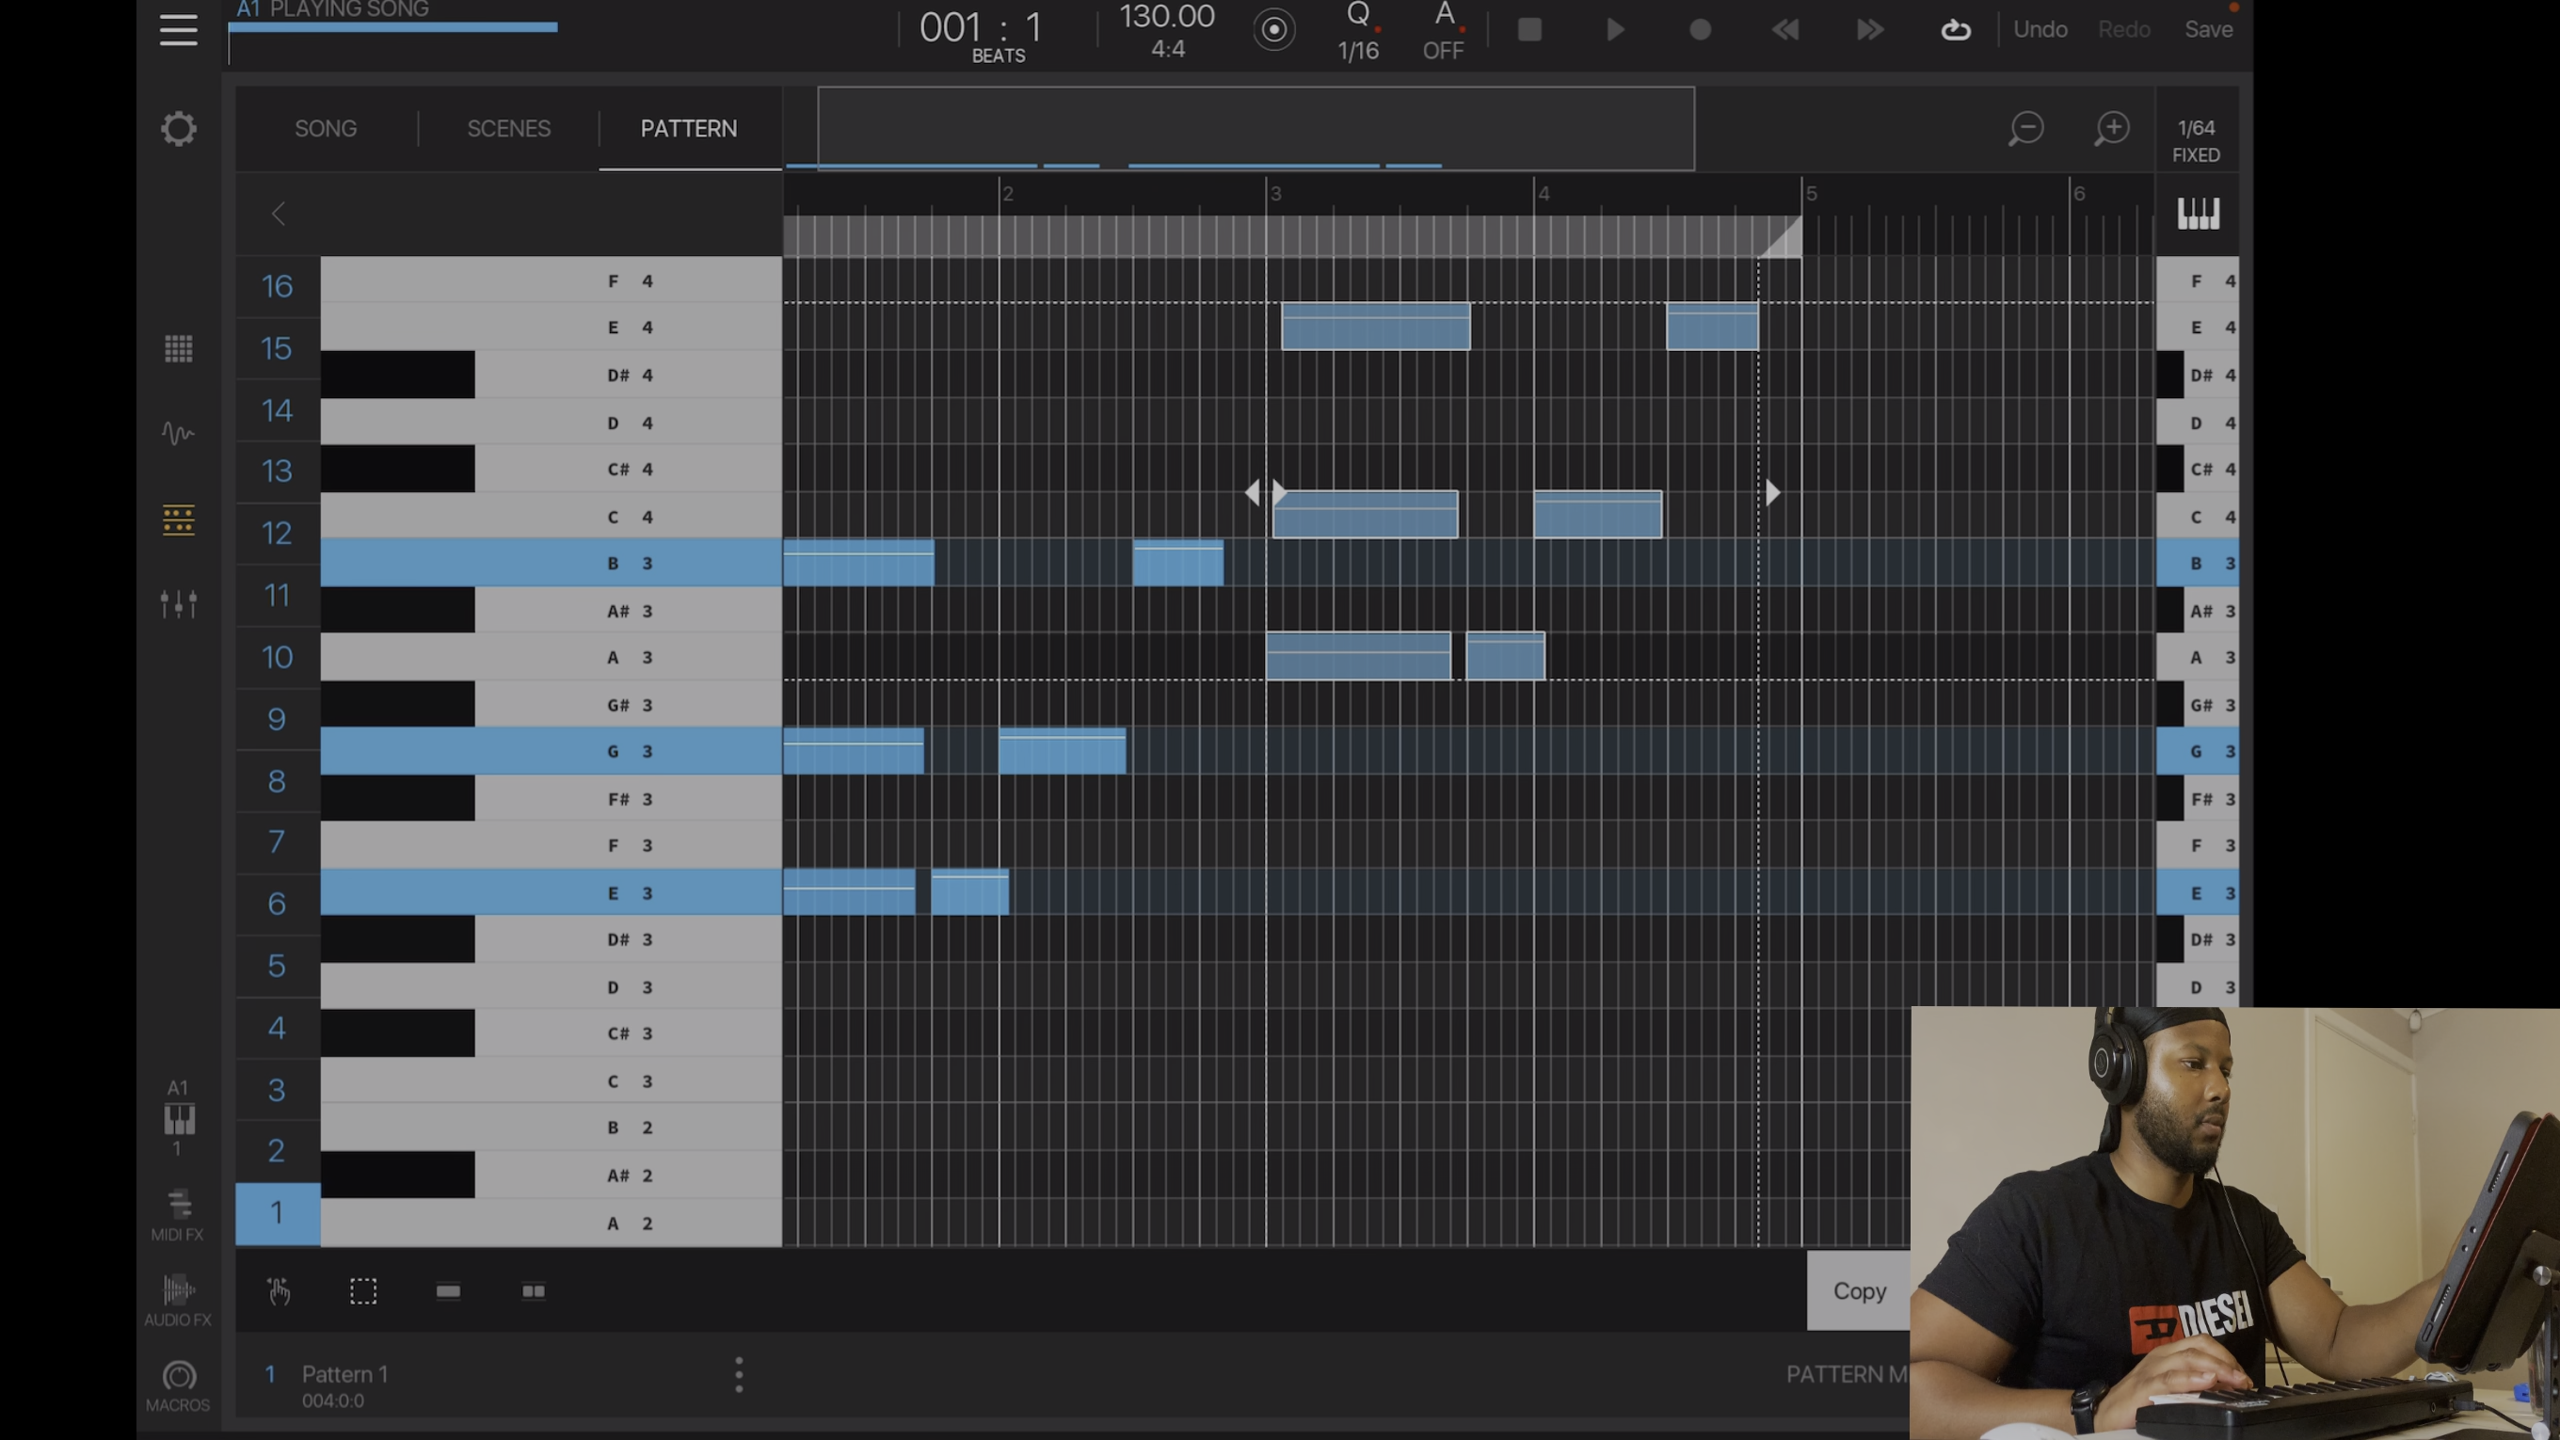 A1 PLAYING SONG
001 : 1
BEATS
130.00
4:4
Q
1/16
A
OFF
Undo
Redo
Save
SONG
SCENES
PATTERN
1/64
FIXED
2
3
4
5
6
16
15
14
13
12
11
10
9
8
7
6
5
4
3
2
1
F 4
E 4
D# 4
D 4
C# 4
C 4
B 3
A# 3
A 3
G# 3
G 3
F# 3
F 3
E 3
D# 3
D 3
C# 3
C 3
B 2
A# 2
A 2
F 4
E 4
D# 4
D 4
C# 4
C 4
B 3
A# 3
A 3
G# 3
G 3
F# 3
F 3
E 3
D# 3
D 3
A1
1
MIDI FX
AUDIO FX
MACROS
Copy
1 Pattern 1
004:0:0
PATTERN M
DIESEL